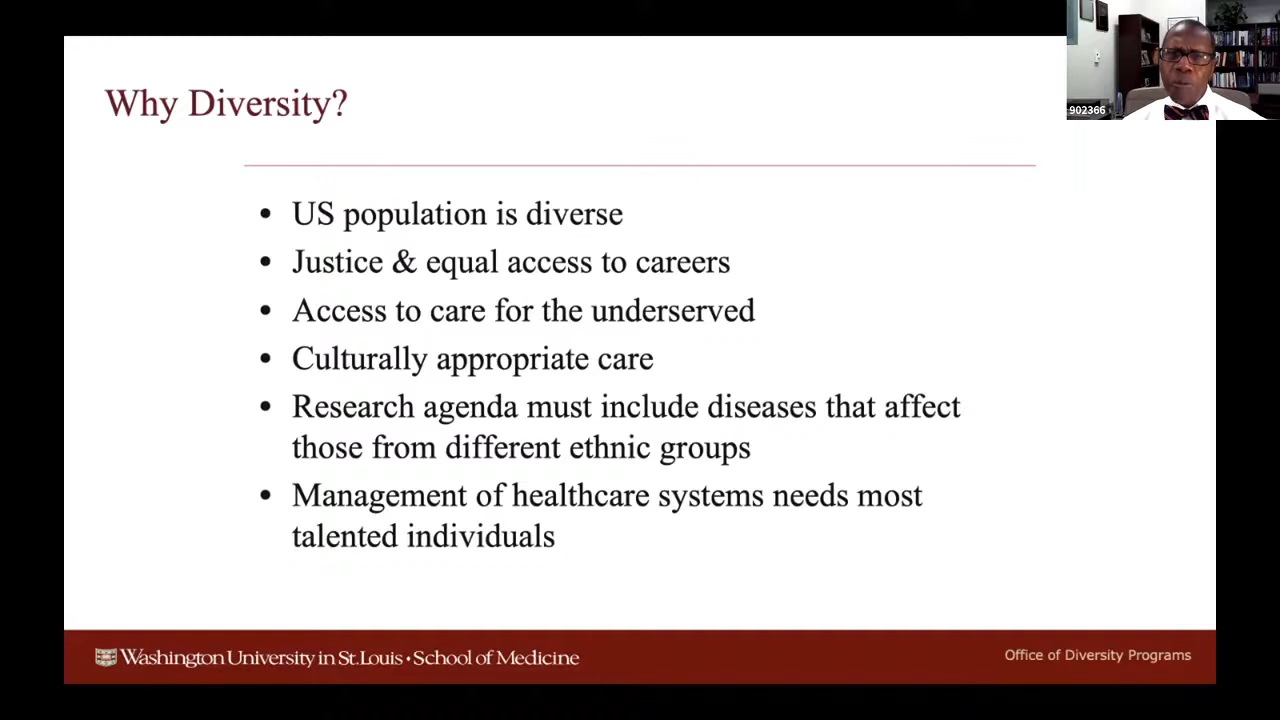 902366
Why Diversity?
• US population is diverse
• Justice & equal access to careers
• Access to care for the underserved
• Culturally appropriate care
• Research agenda must include diseases that affect
those from different ethnic groups
• Management of healthcare systems needs most
talented individuals
Washington University in St. Louis • School of Medicine
Office of Diversity Programs